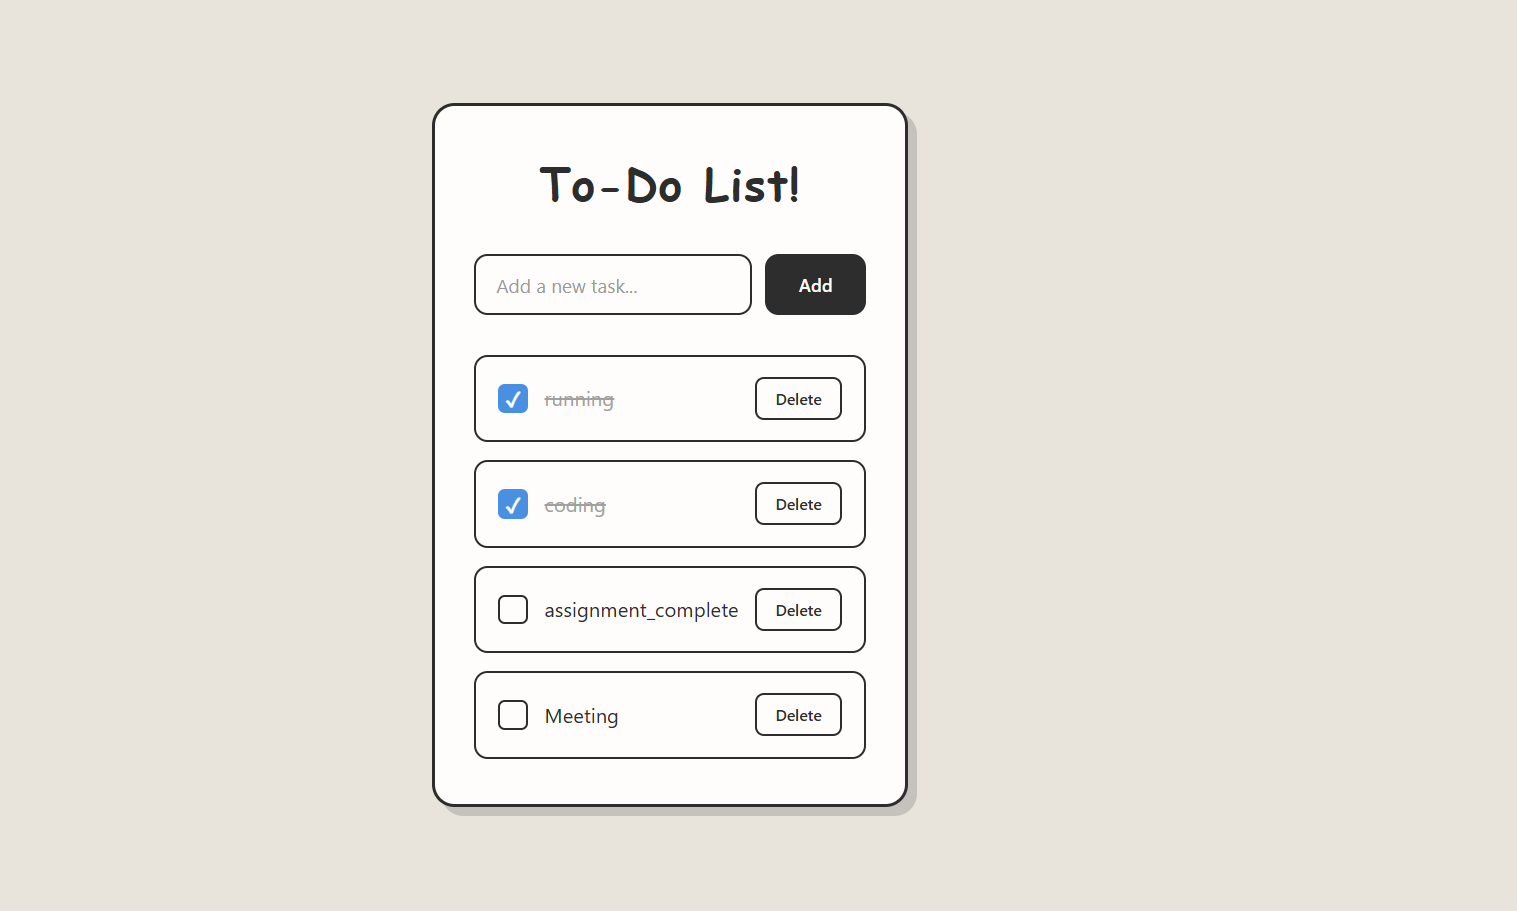 To-Do List!
Add a new task...
Add
running
Delete
coding
Delete
assignment_complete
Delete
Meeting
Delete